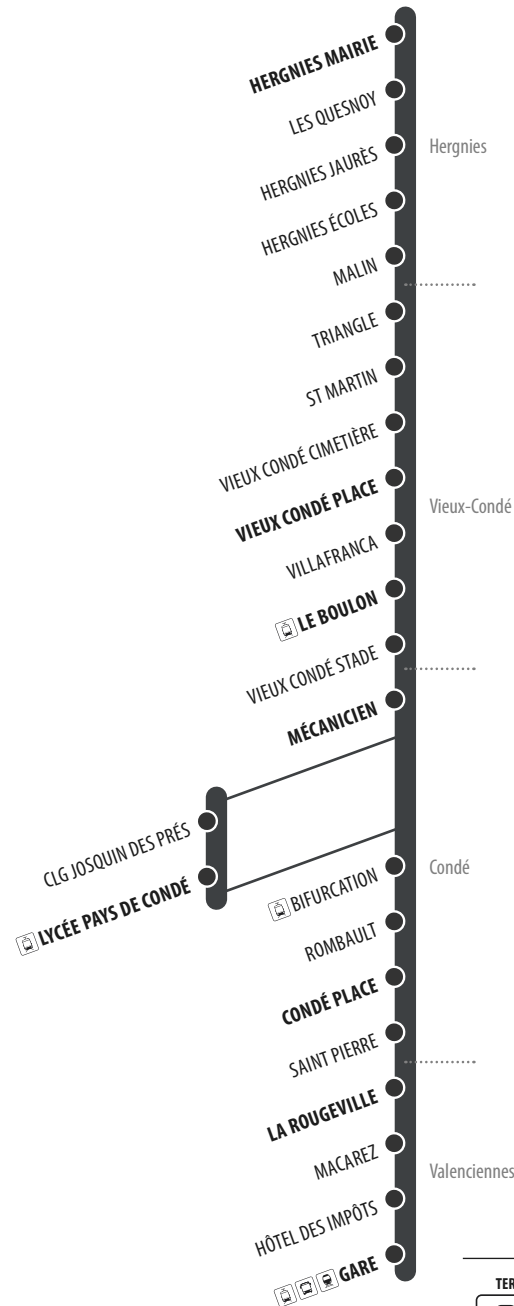 HERGNIES MAIRIE
LES QUESNOY
HERGNIES JAURÈS
Hergnies
HERGNIES ÉCOLES
MALIN
TRIANGLE
ST MARTIN
VIEUX CONDÉ CIMETIÈRE
VIEUX CONDÉ PLACE
Vieux-Condé
VILLAFRANCA
LE BOULON
VIEUX CONDÉ STADE
MÉCANICIEN
CLG JOSQUIN DES PRÉS
LYCÉE PAYS DE CONDÉ
BIFURCATION
Condé
ROMBAULT
CONDÉ PLACE
SAINT PIERRE
LA ROUGEVILLE
MACAREZ
Valenciennes
HÔTEL DES IMPÔTS
GARE
TER